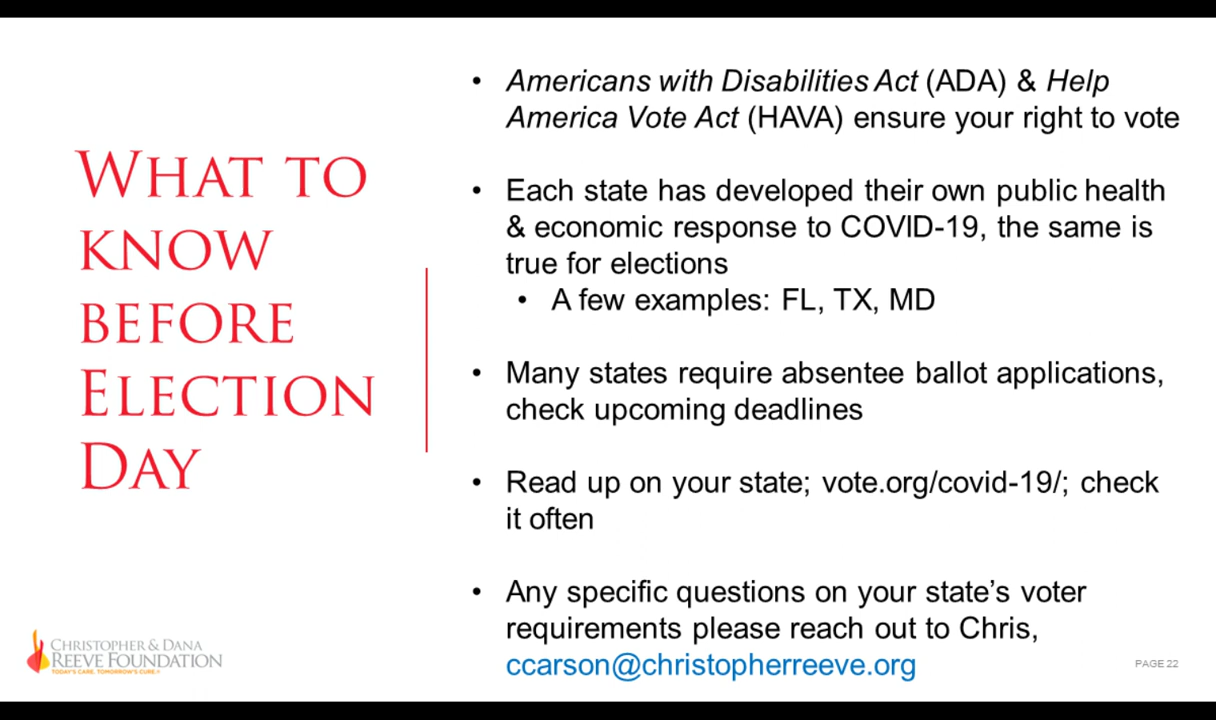 WHAT TO
KNOW
BEFORE
ELECTION
DAY
• Americans with Disabilities Act (ADA) & Help
America Vote Act (HAVA) ensure your right to vote
• Each state has developed their own public health
& economic response to COVID-19, the same is
true for elections
• A few examples: FL, TX, MD
• Many states require absentee ballot applications,
check upcoming deadlines
• Read up on your state; vote.org/covid-19/; check
it often
• Any specific questions on your state’s voter
requirements please reach out to Chris,
ccarson@christopherreeve.org
CHRISTOPHER & DANA
REEVE FOUNDATION
TODAY'S CARE. TOMORROW'S CURE.®
PAGE 22